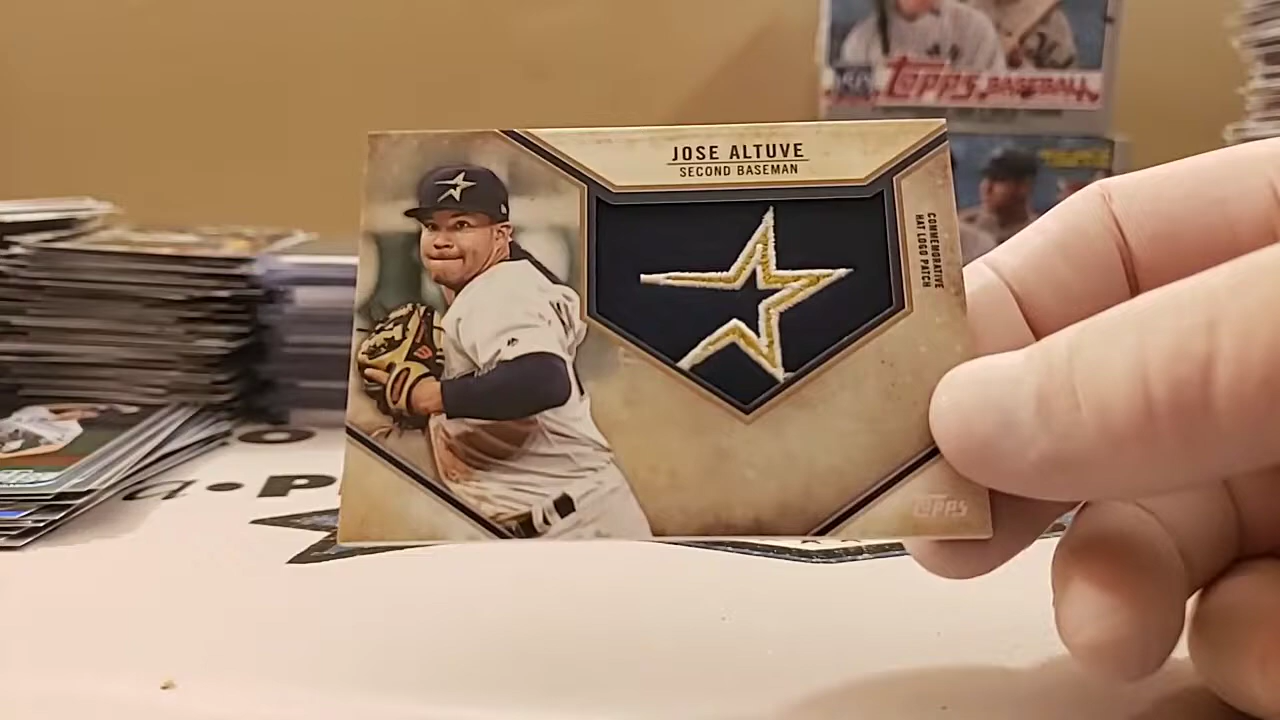 TOPPS BASEBALL
JOSE ALTUVE
SECOND BASEMAN
COMMEMORATIVE
HAT LOGO PATCH
TOPPS
a•P